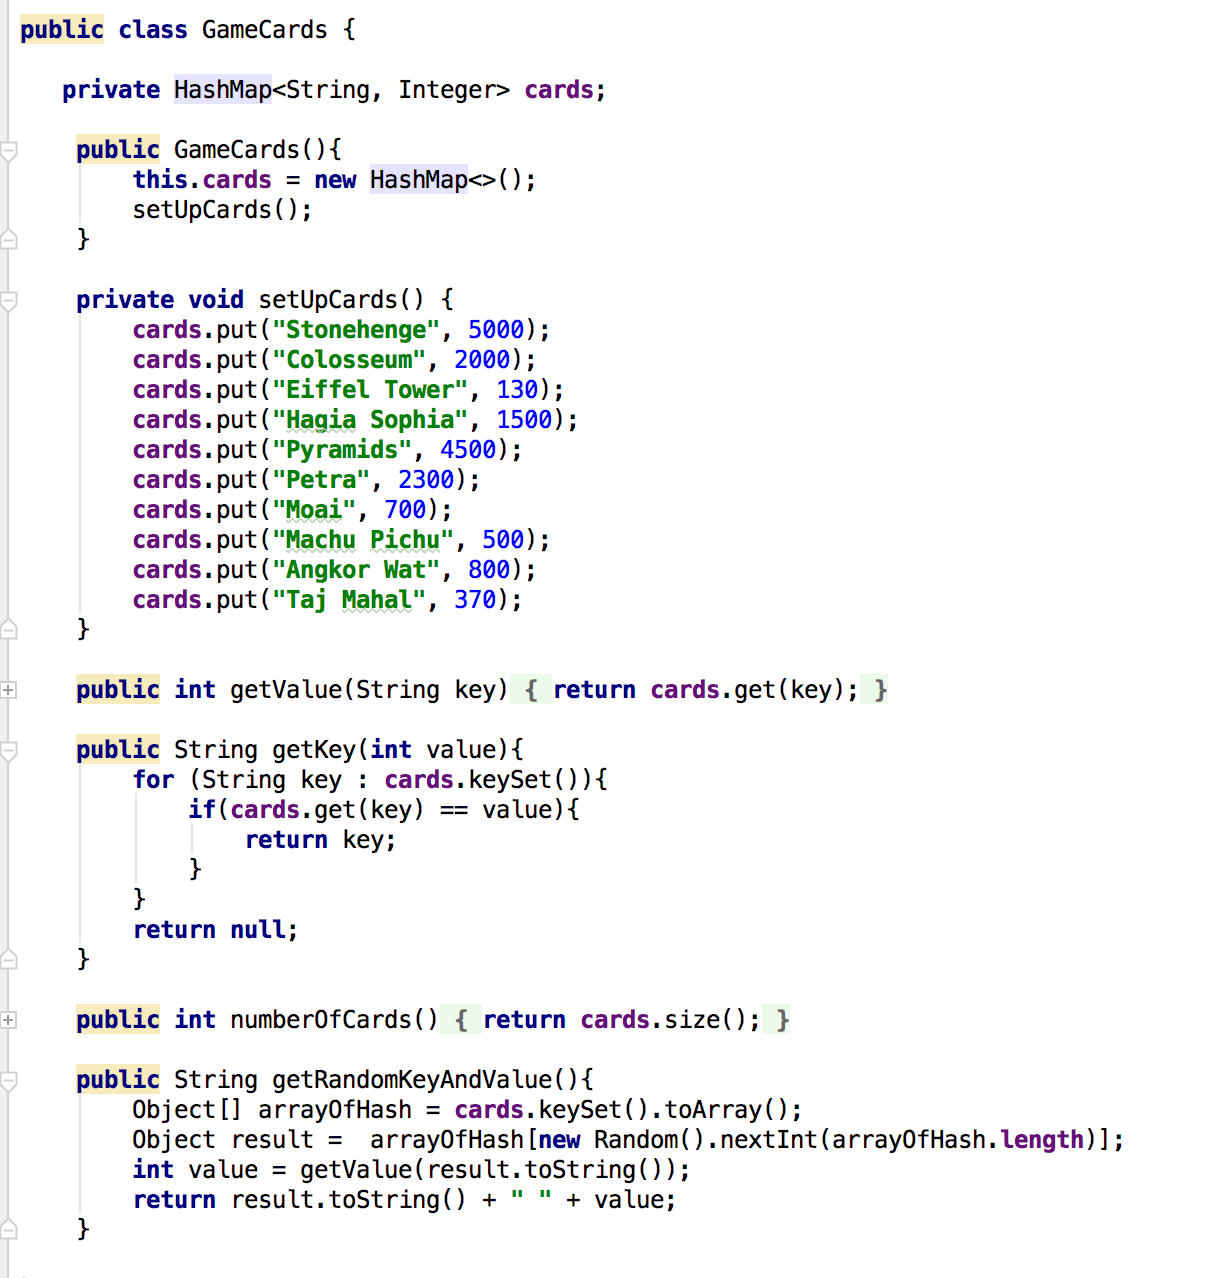 public class GameCards {
private HashMap<String, Integer> cards;
public GameCards(){
this.cards = new HashMap<>();
setUpCards();
}
private void setUpCards() {
cards.put("Stonehenge", 5000);
cards.put("Colosseum", 2000);
cards.put("Eiffel Tower", 130);
cards.put("Hagia Sophia", 1500);
cards.put("Pyramids", 4500);
cards.put("Petra", 2300);
cards.put("Moai", 700);
cards.put("Machu Pichu", 500);
cards.put("Angkor Wat", 800);
cards.put("Taj Mahal", 370);
}
public int getValue(String key) { return cards.get(key); }
public String getKey(int value){
for (String key : cards.keySet()){
if(cards.get(key) == value){
return key;
}
}
return null;
}
public int numberOfCards() { return cards.size(); }
public String getRandomKeyAndValue(){
Object[] arrayOfHash = cards.keySet().toArray();
Object result =  arrayOfHash[new Random().nextInt(arrayOfHash.length)];
int value = getValue(result.toString());
return result.toString() + " " + value;
}